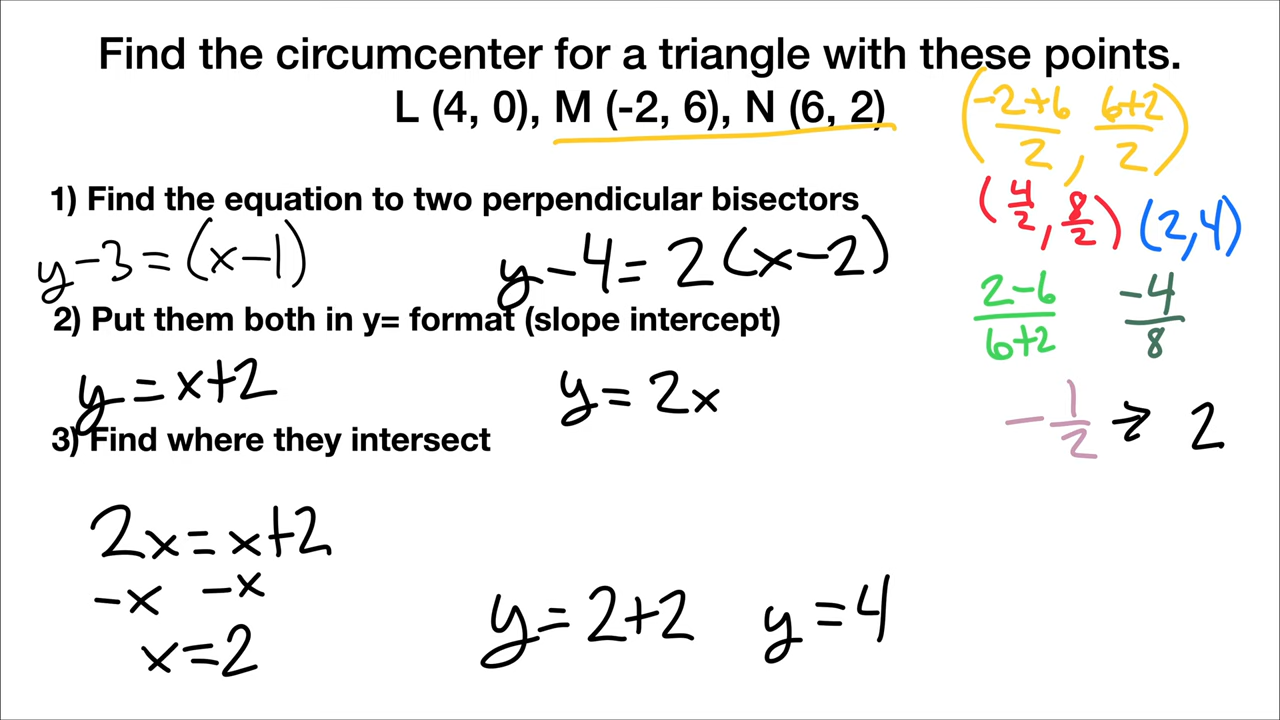 Find the circumcenter for a triangle with these points.
L (4, 0), M (-2, 6), N (6, 2)
(-2+6/2, 6+2/2)
1) Find the equation to two perpendicular bisectors
(4/2, 8/2) (2,4)
y-3=(x-1) y-4=2(x-2)
2-6/6+2 -4/8
2) Put them both in y= format (slope intercept)
y=x+2 y=2x
-1/2 → 2
3) Find where they intersect
2x=x+2
-x -x
x=2
y=2+2 y=4